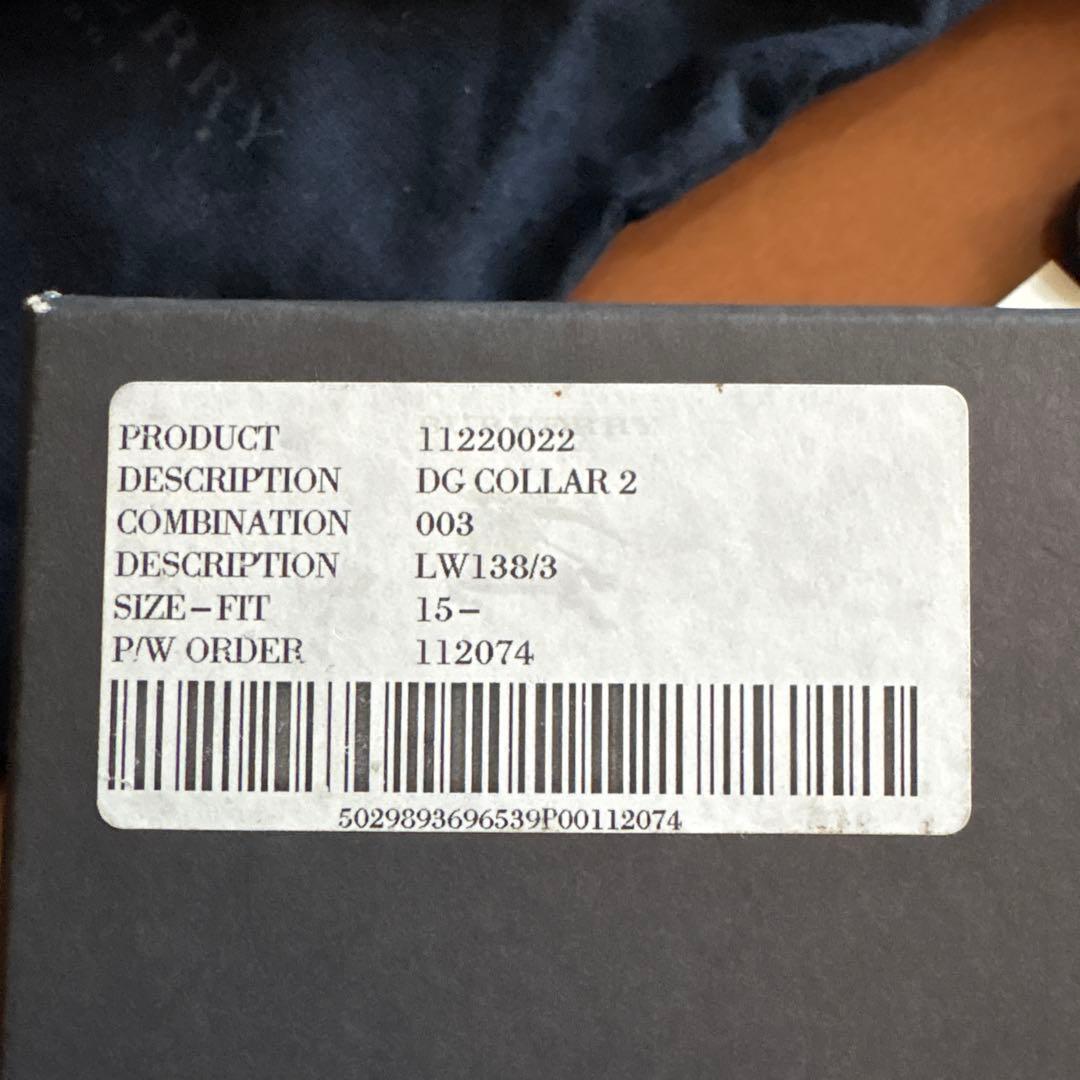 PRODUCT 11220022
DESCRIPTION DG COLLAR 2
COMBINATION 003
DESCRIPTION LW138/3
SIZE–FIT 15–
P/W ORDER 112074
5029893696539P00112074